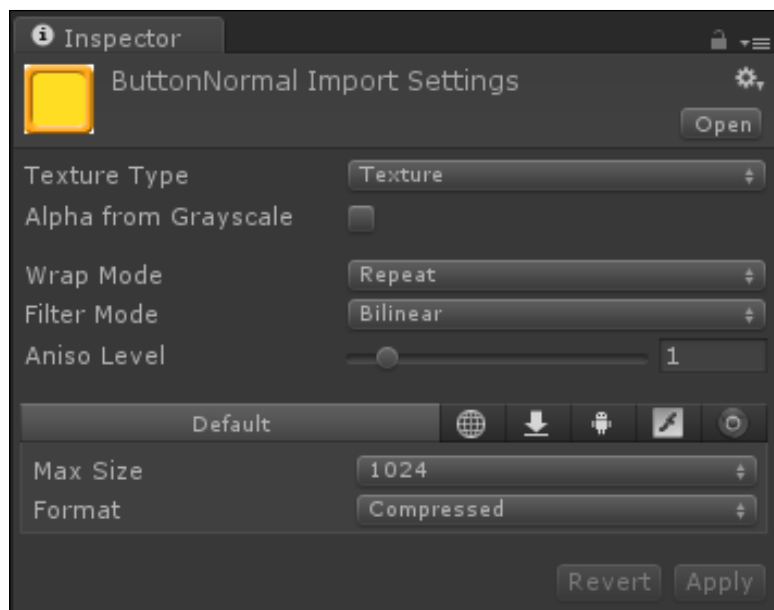 Inspector
ButtonNormal Import Settings
Open
Texture Type Texture
Alpha from Grayscale
Wrap Mode Repeat
Filter Mode Bilinear
Aniso Level 1
Default
Max Size 1024
Format Compressed
Revert Apply